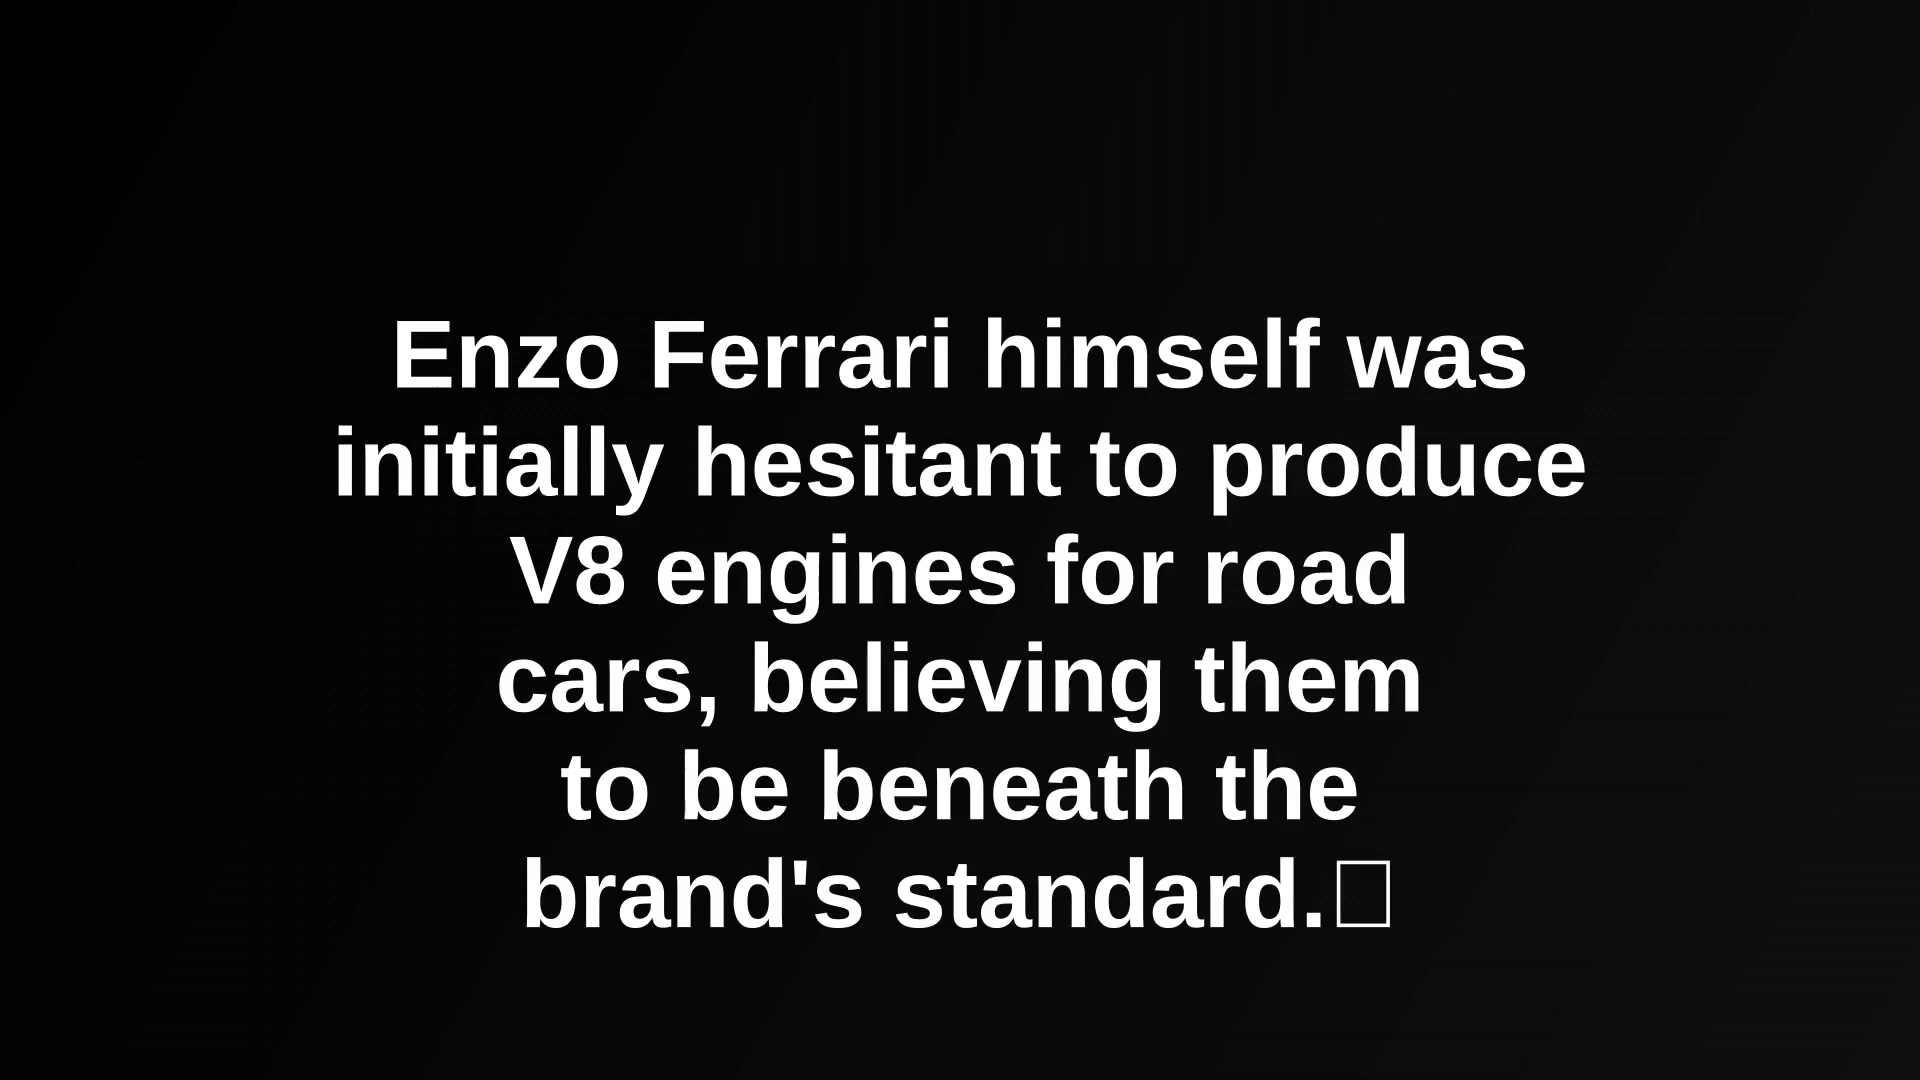 Enzo Ferrari himself was
initially hesitant to produce
V8 engines for road
cars, believing them
to be beneath the
brand's standard.